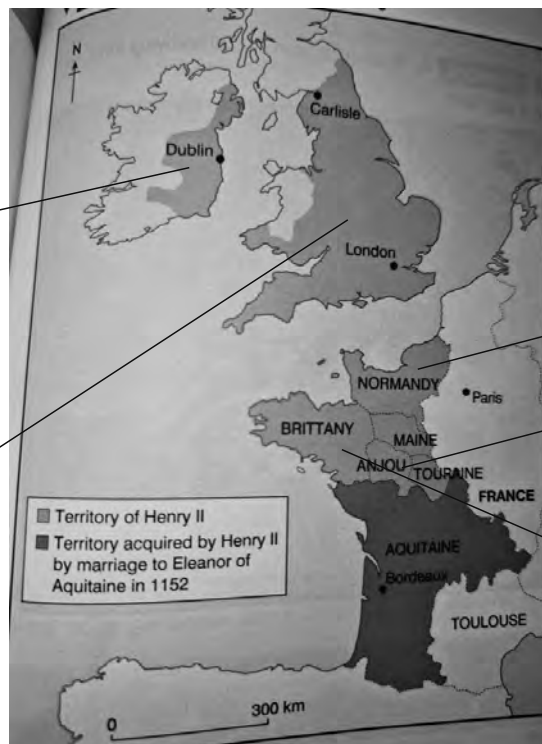 N
Carlisle
Dublin
London
NORMANDY
Paris
BRITTANY
MAINE
ANJOU
TOURAINE
FRANCE
Territory of Henry II
Territory acquired by Henry II
by marriage to Eleanor of
Aquitaine in 1152
AQUITAINE
Bordeaux
TOULOUSE
0 300 km